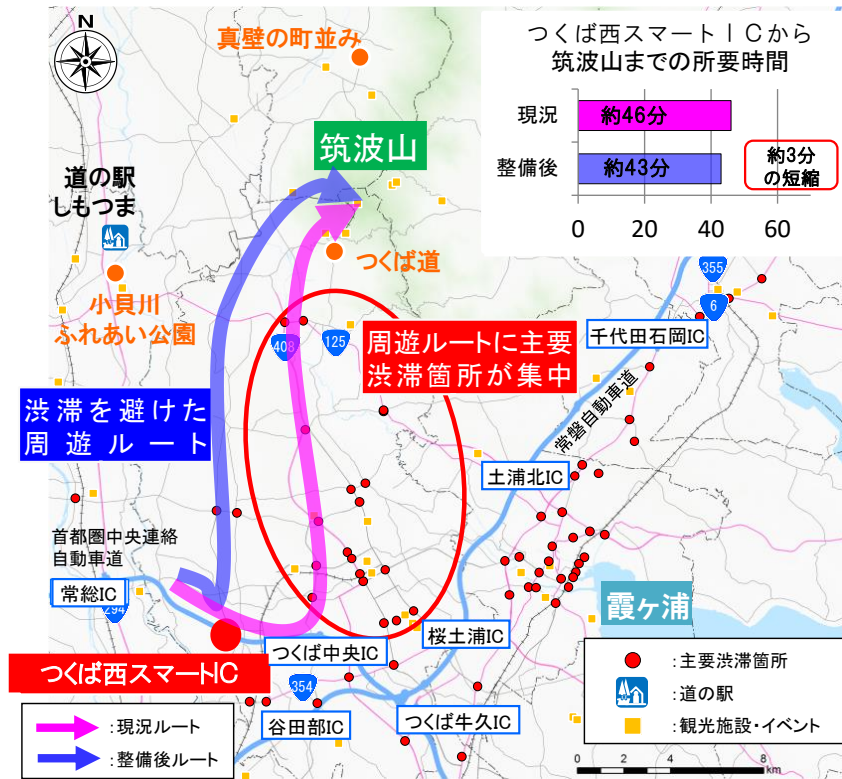 真壁の町並み
つくば西スマートICから
筑波山までの所要時間
現況
約46分
整備後
約43分
約3分
の短縮
0
20
40
60
筑波山
道の駅
しもつま
つくば道
小貝川
ふれあい公園
355
6
千代田石岡IC
408
125
周遊ルートに主要
渋滞箇所が集中
渋滞を避けた
周遊ルート
常磐自動車道
土浦北IC
首都圏中央連絡
自動車道
常総IC
294
霞ヶ浦
桜土浦IC
つくば中央IC
つくば西スマートIC
354
谷田部IC
つくば牛久IC
:現況ルート
:整備後ルート
:主要渋滞箇所
:道の駅
:観光施設・イベント
0
2
4
8
km